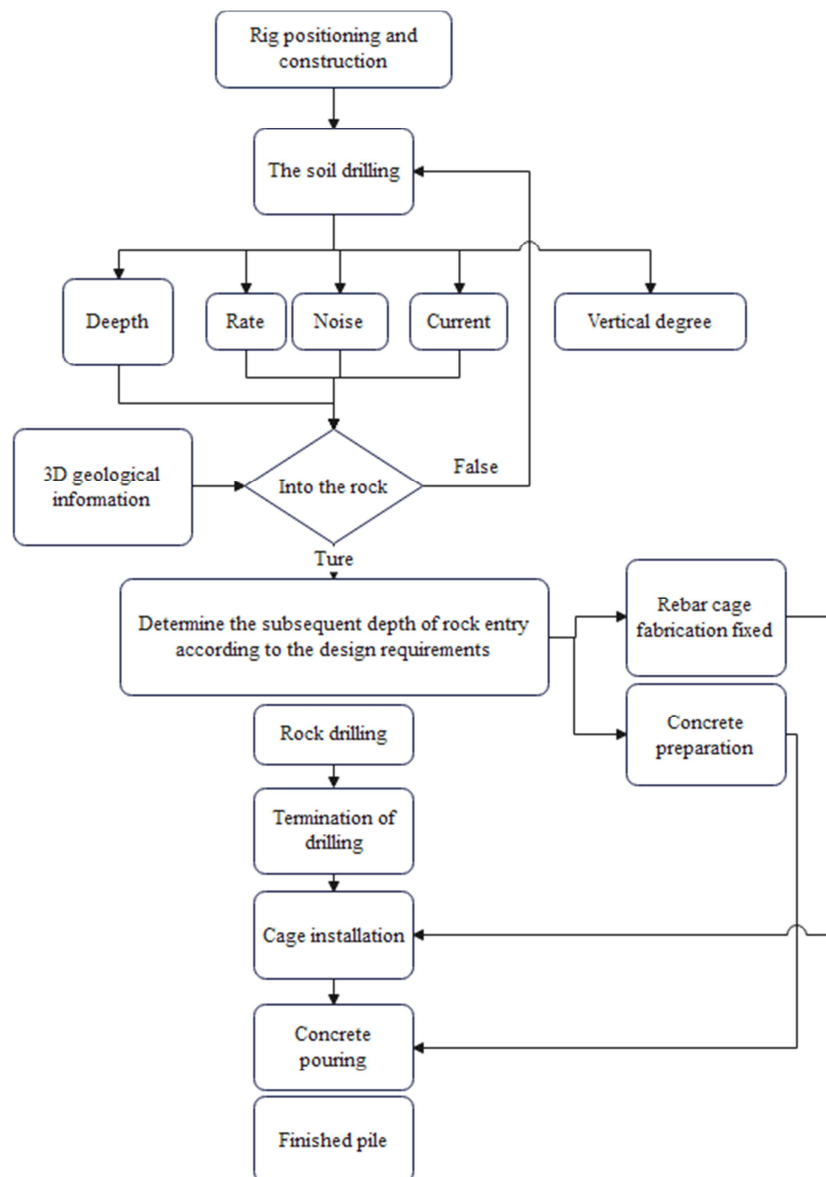 Rig positioning and
construction
The soil drilling
Deepth
Rate
Noise
Current
Vertical degree
3D geological
information
Into the rock
False
Ture
Determine the subsequent depth of rock entry
according to the design requirements
Rebar cage
fabrication fixed
Concrete
preparation
Rock drilling
Termination of
drilling
Cage installation
Concrete
pouring
Finished pile